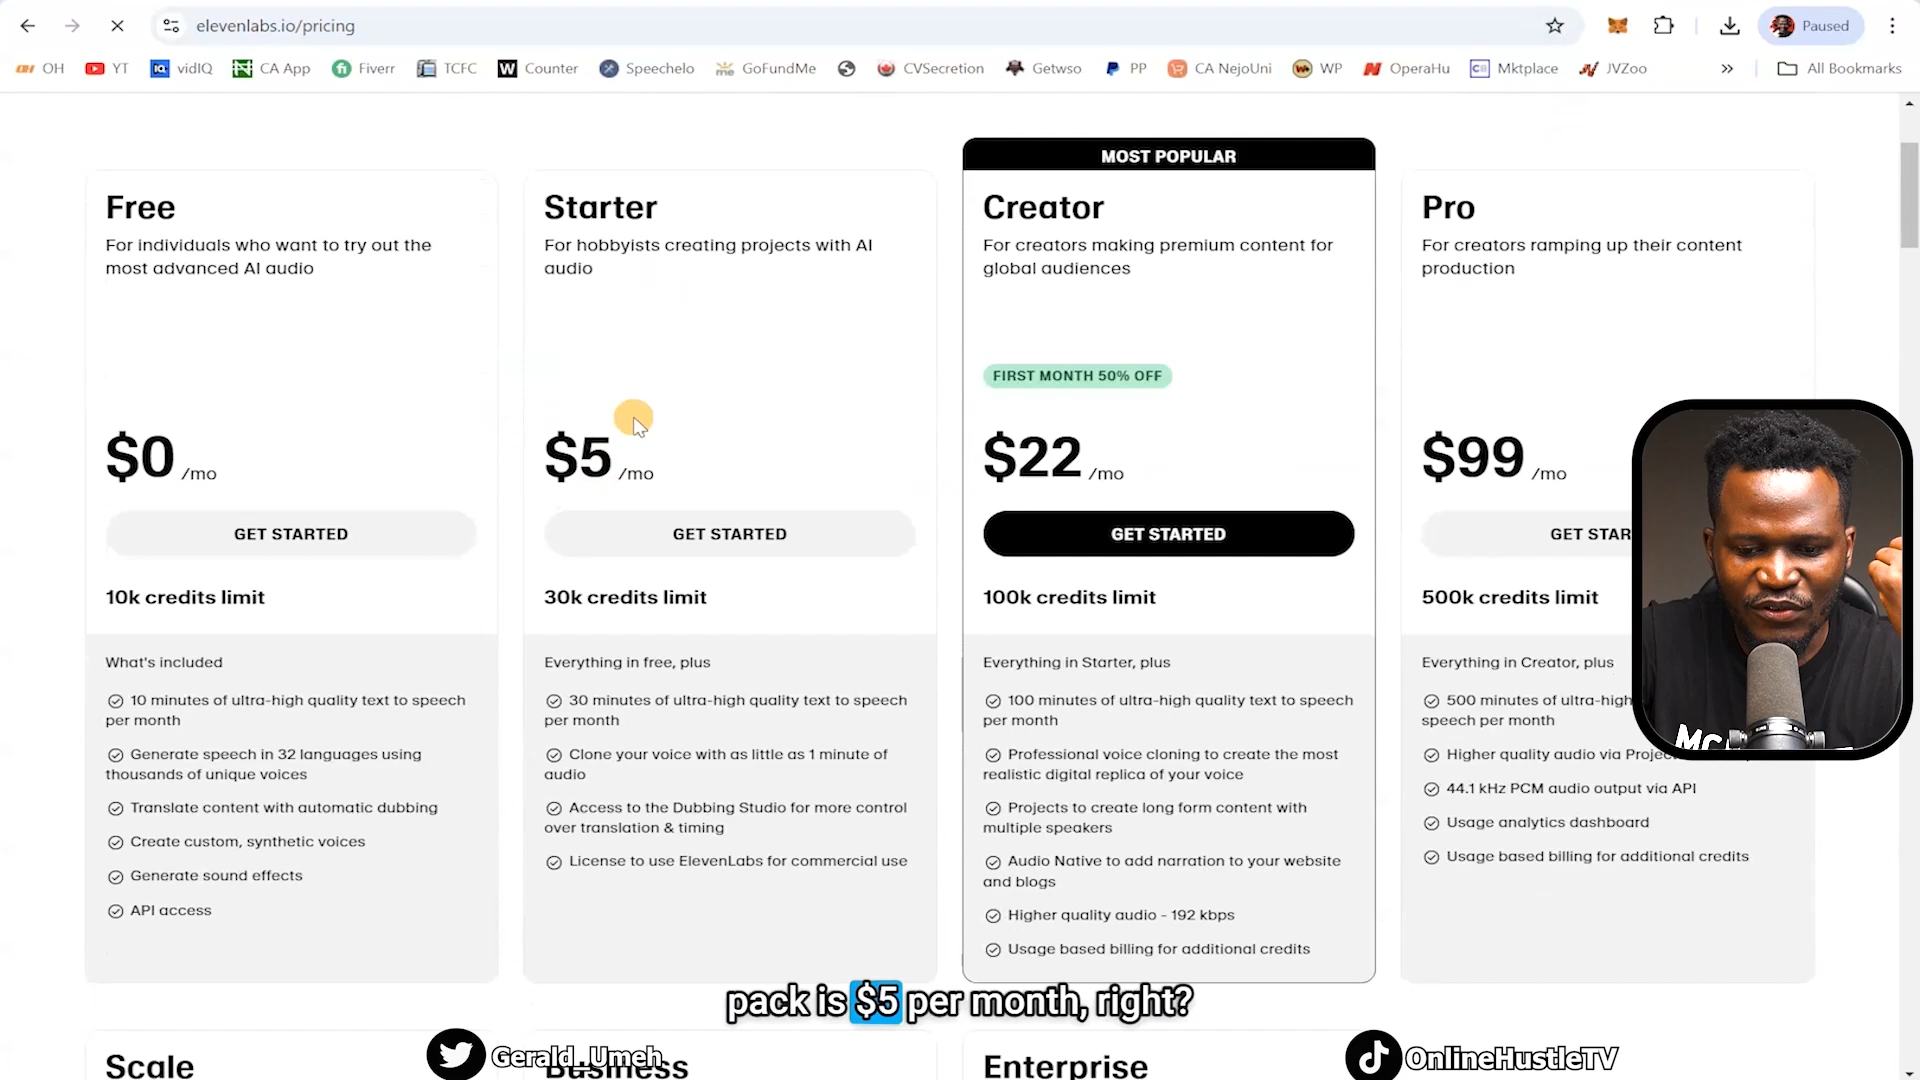 elevenlabs.io/pricing
Paused
OH
YT
vidIQ
CA App
Fiverr
TCFC
Counter
Speechelo
GoFundMe
CVSecretion
Getwso
PP
CA NejoUni
WP
OperaHu
Mktplace
JVZoo
All Bookmarks
MOST POPULAR
Free
For individuals who want to try out the
most advanced AI audio
$0 /mo
GET STARTED
10k credits limit
What's included
10 minutes of ultra-high quality text to speech
per month
Generate speech in 32 languages using
thousands of unique voices
Translate content with automatic dubbing
Create custom, synthetic voices
Generate sound effects
API access
Starter
For hobbyists creating projects with AI
audio
$5 /mo
GET STARTED
30k credits limit
Everything in free, plus
30 minutes of ultra-high quality text to speech
per month
Clone your voice with as little as 1 minute of
audio
Access to the Dubbing Studio for more control
over translation & timing
License to use ElevenLabs for commercial use
Creator
For creators making premium content for
global audiences
FIRST MONTH 50% OFF
$22 /mo
GET STARTED
100k credits limit
Everything in Starter, plus
100 minutes of ultra-high quality text to speech
per month
Professional voice cloning to create the most
realistic digital replica of your voice
Projects to create long form content with
multiple speakers
Audio Native to add narration to your website
and blogs
Higher quality audio - 192 kbps
Usage based billing for additional credits
Pro
For creators ramping up their content
production
$99 /mo
GET STAR
500k credits limit
Everything in Creator, plus
500 minutes of ultra-high
speech per month
Higher quality audio via Projec
44.1 kHz PCM audio output via API
Usage analytics dashboard
Usage based billing for additional credits
pack is $5 per month, right?
Scale
Business
Enterprise
Gerald_Umeh
OnlineHustleTV